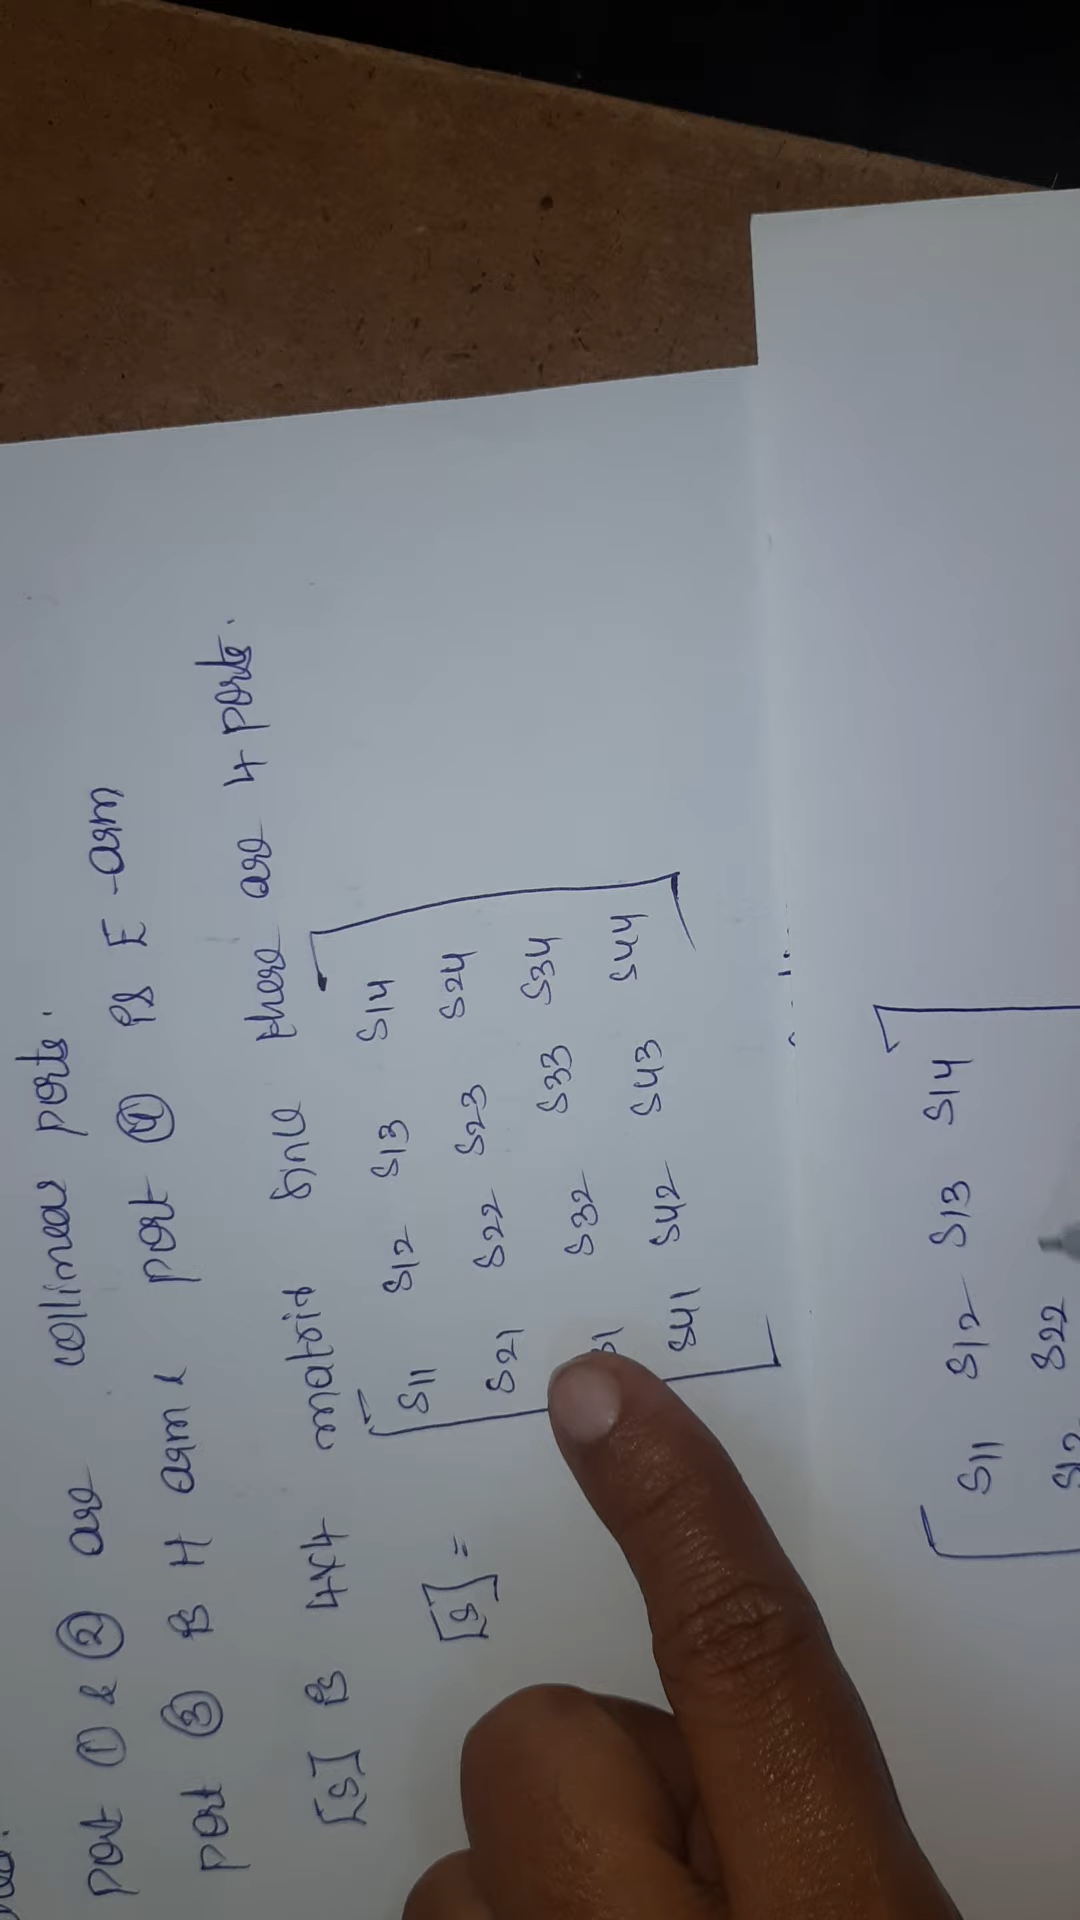 port ① & ② are collinear ports.
port ③ is H arm & port ④ is E-arm
[S] is 4x4 matrix since there are 4 ports.
S11 S12 S13 S14
[S] = S21 S22 S23 S24
S32 S33 S34
S41 S42 S43 S44
S11 S12 S13 S14
S12 S22